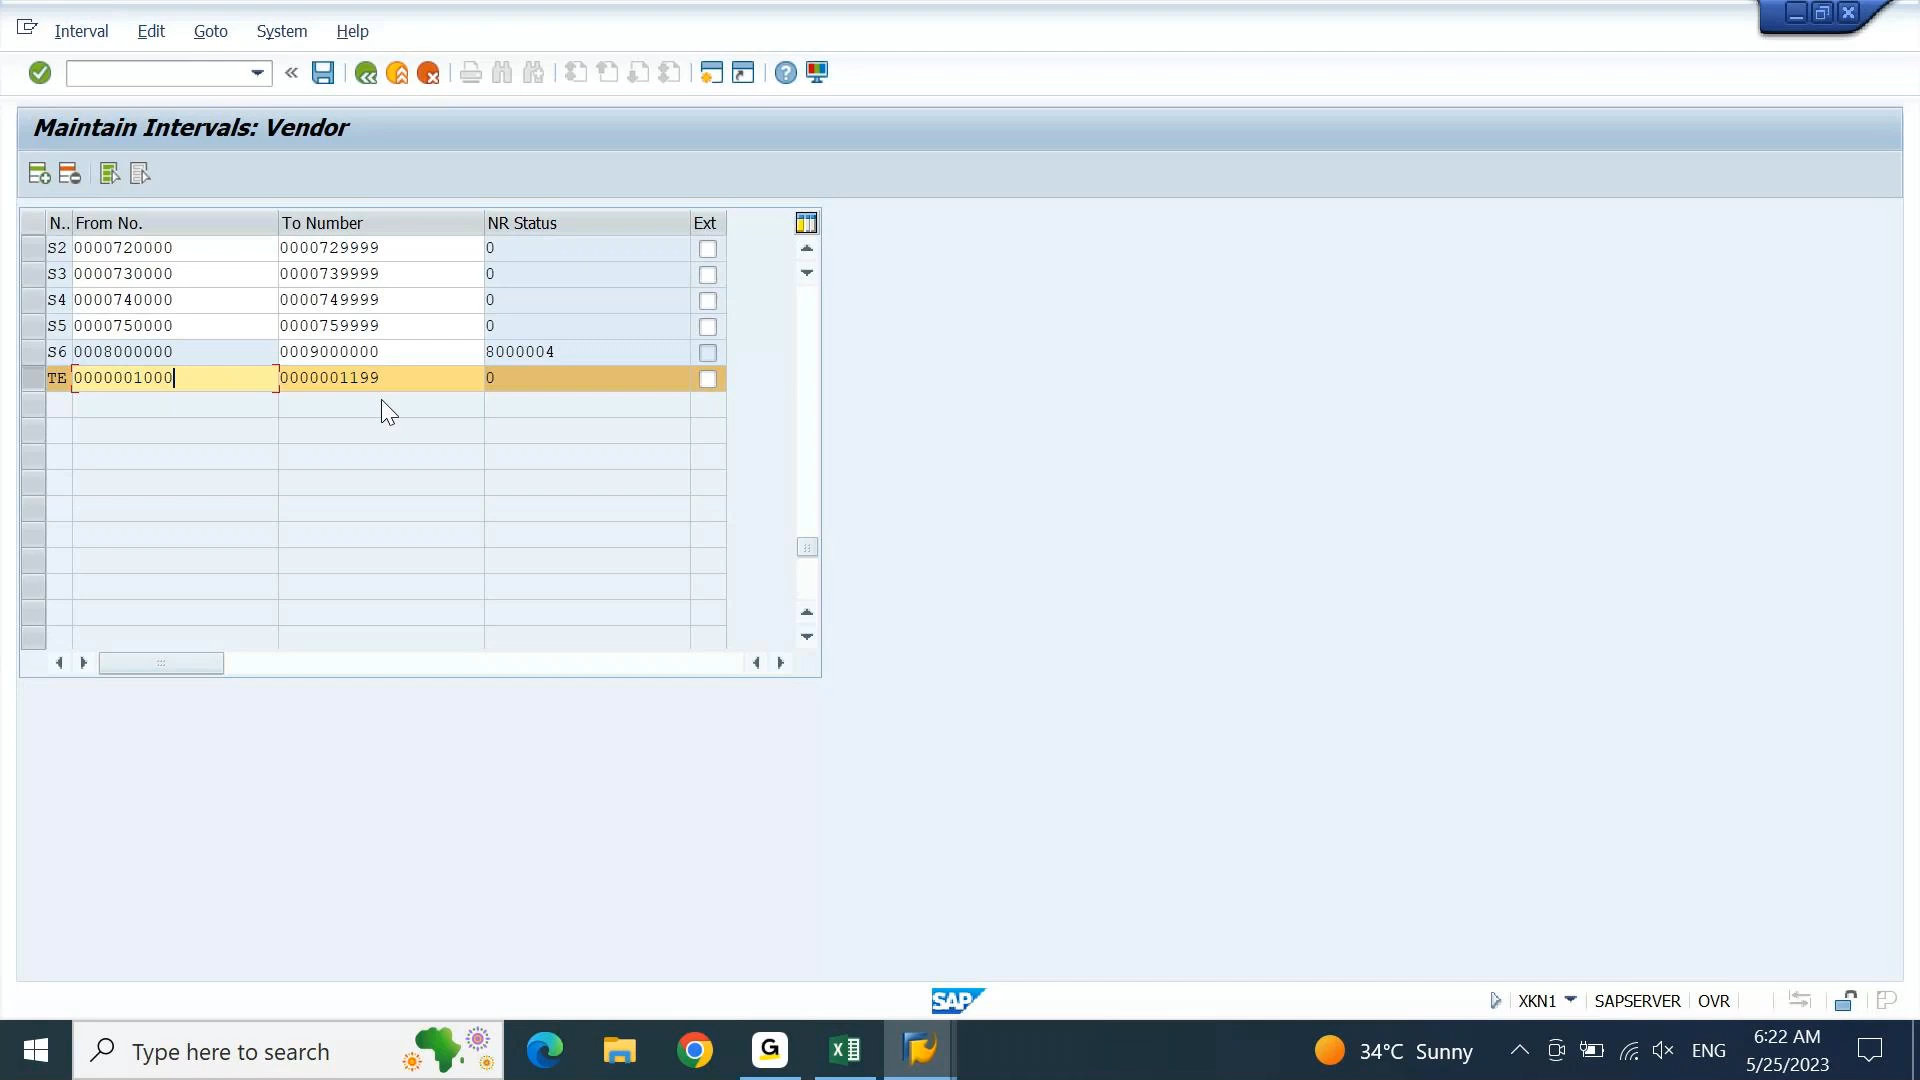 Interval Edit Goto System Help
Maintain Intervals: Vendor
N.. From No. To Number NR Status Ext
S2 0000720000 0000729999 0
S3 0000730000 0000739999 0
S4 0000740000 0000749999 0
S5 0000750000 0000759999 0
S6 0008000000 0009000000 8000004
TE 0000001000 0000001199 0
SAP
XKN1 SAPSERVER OVR
Type here to search
G
34°C Sunny
ENG
6:22 AM
5/25/2023